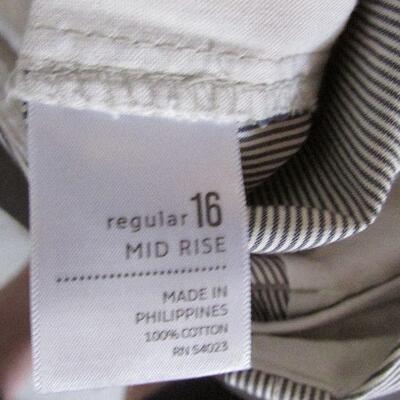 regular 16
MID RISE
MADE IN
PHILIPPINES
100% COTTON
RN 54023